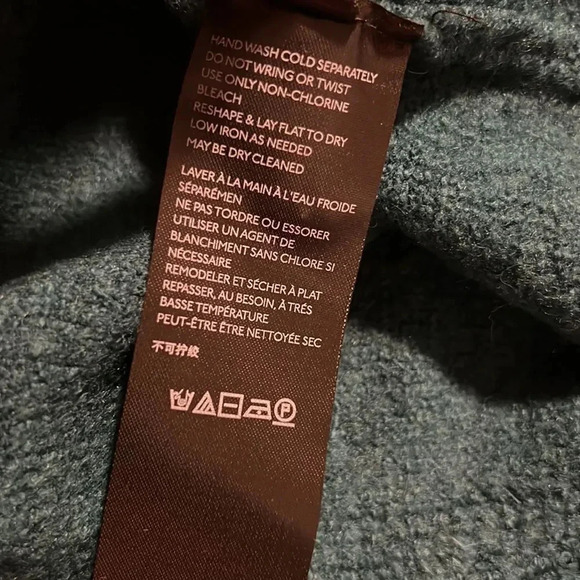 HAND WASH COLD SEPARATELY
DO NOT WRING OR TWIST
USE ONLY NON-CHLORINE
BLEACH
RESHAPE & LAY FLAT TO DRY
LOW IRON AS NEEDED
MAY BE DRY CLEANED
LAVER À LA MAIN À L'EAU FROIDE
SÉPARÉMEN
NE PAS TORDRE OU ESSORER
UTILISER UN AGENT DE
BLANCHIMENT SANS CHLORE SI
NÉCESSAIRE
REMODELER ET SÉCHER À PLAT
REPASSER, AU BESOIN, À TRÉS
BASSE TEMPÉRATURE
PEUT-ÊTRE ÊTRE NETTOYÉE SEC
不可拧绞
P